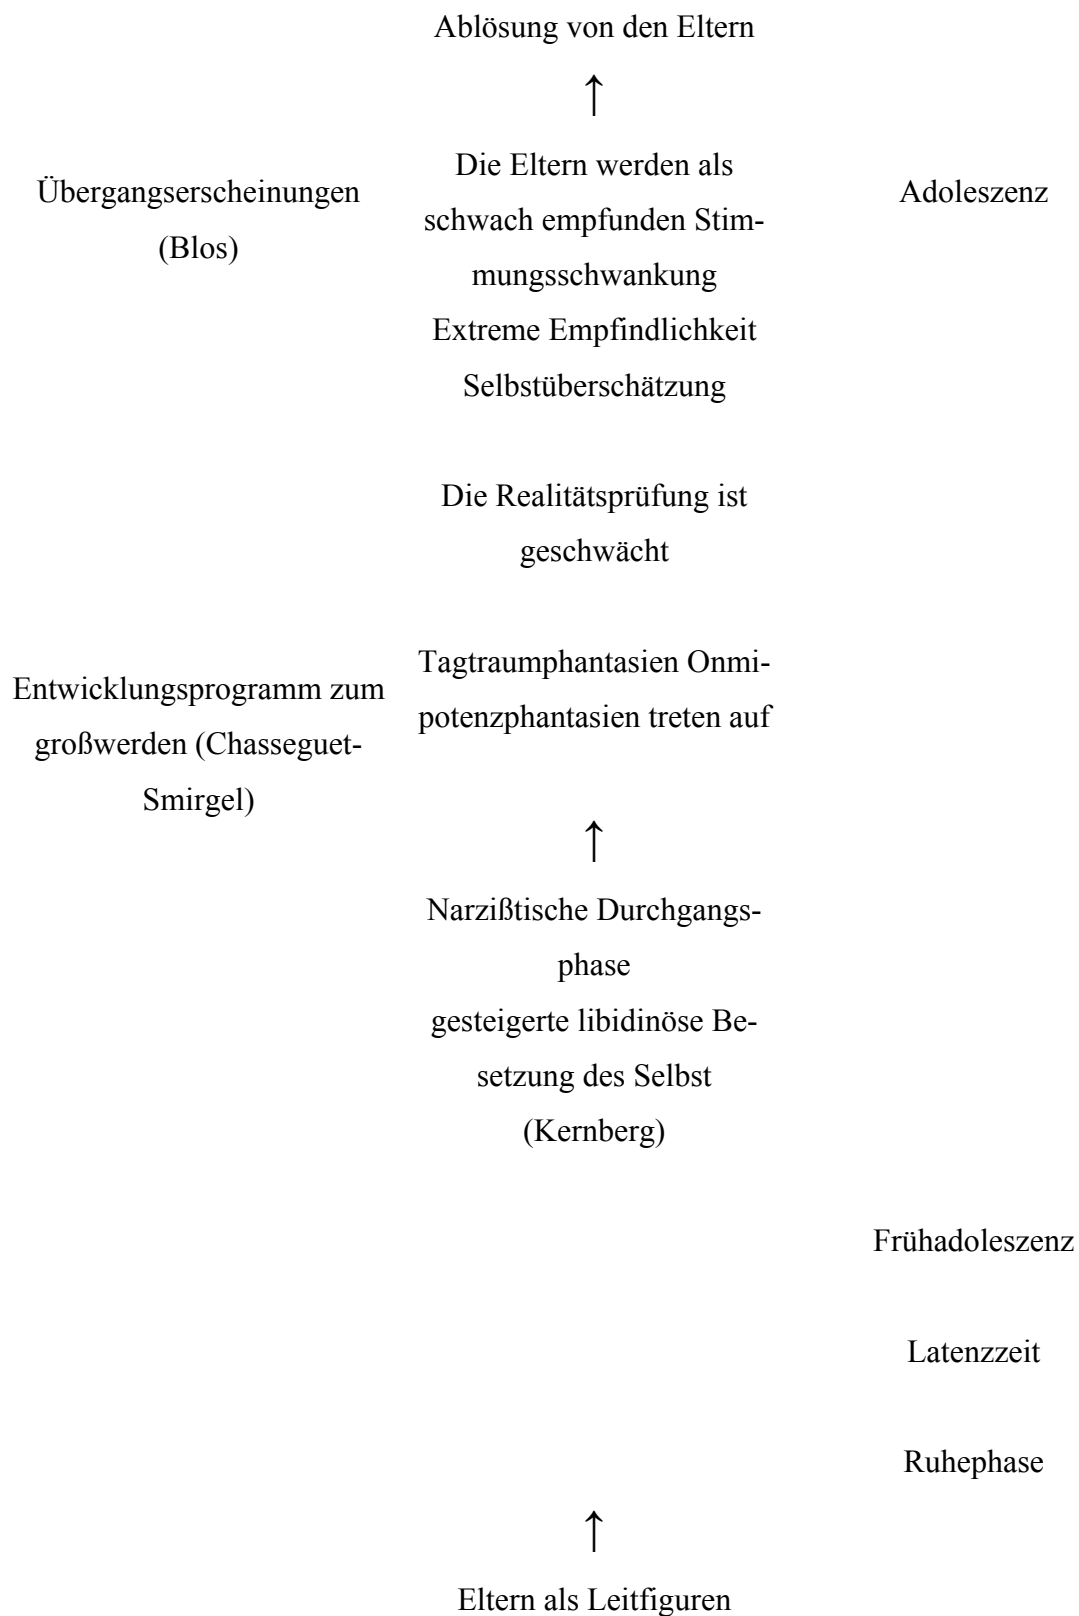 Ablösung von den Eltern
↑
Übergangserscheinungen
(Blos)
Die Eltern werden als
schwach empfunden Stim-
mungsschwankung
Extreme Empfindlichkeit
Selbstüberschätzung
Adoleszenz
Die Realitätsprüfung ist
geschwächt
Entwicklungsprogramm zum
großwerden (Chasseguet-
Smirgel)
Tagtraumphantasien Onmi-
potenzphantasien treten auf
↑
Narzißtische Durchgangs-
phase
gesteigerte libidinöse Be-
setzung des Selbst
(Kernberg)
Frühadoleszenz
Latenzzeit
Ruhephase
↑
Eltern als Leitfiguren